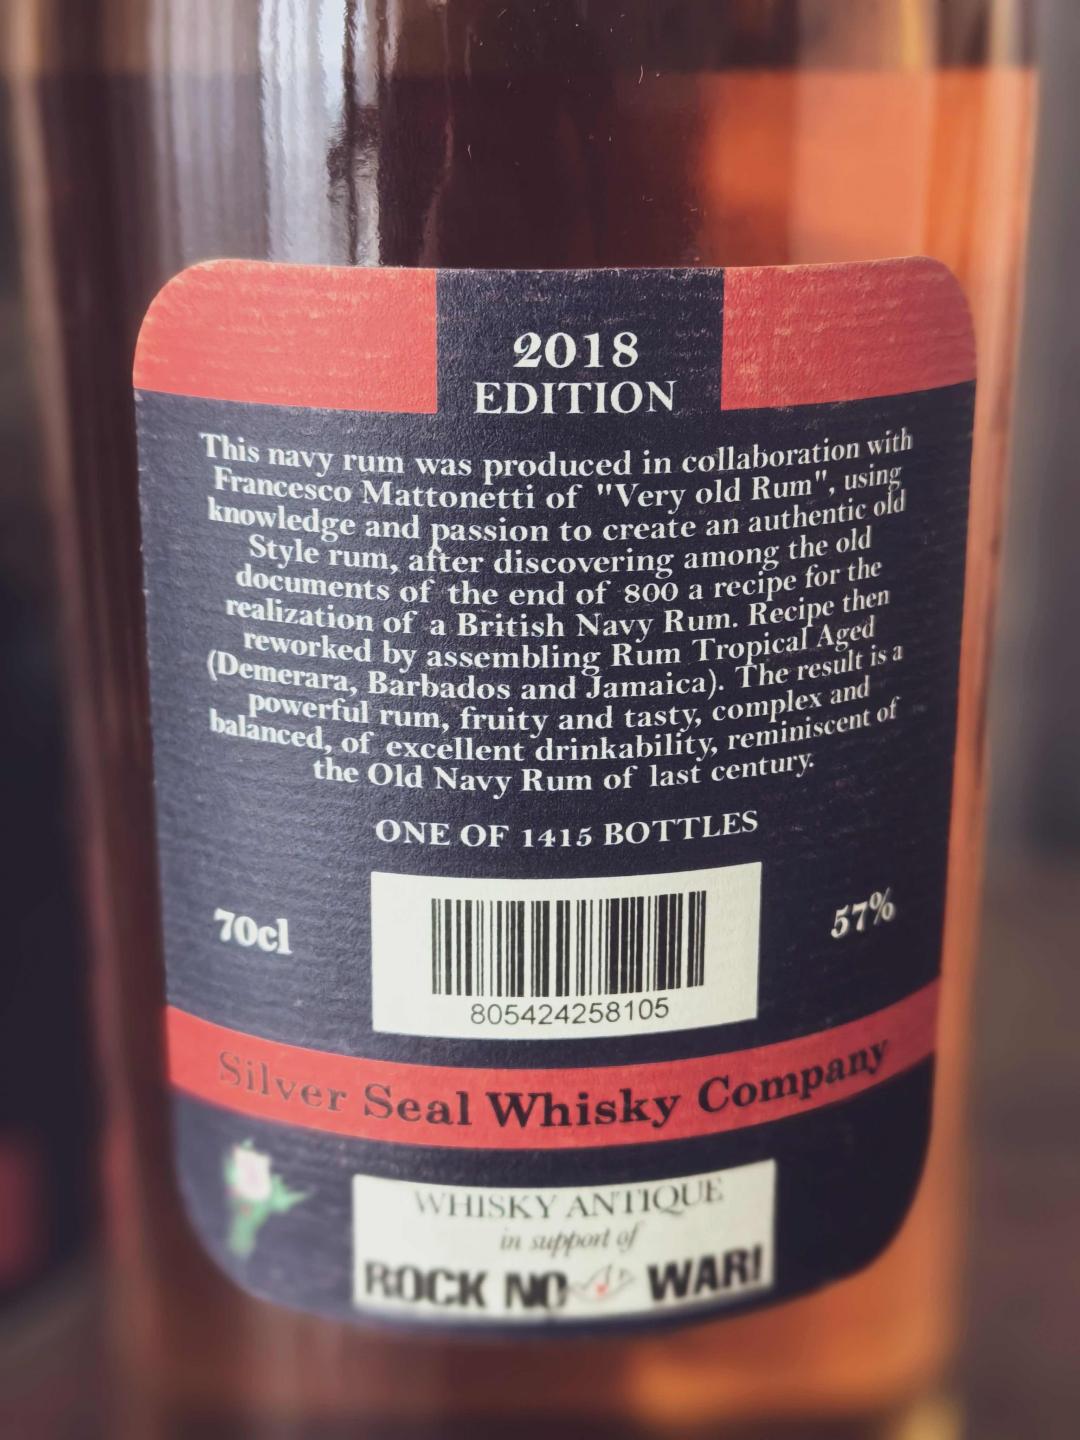 2018
EDITION
This navy rum was produced in collaboration with
Francesco Mattonetti of "Very old Rum", using
knowledge and passion to create an authentic old
Style rum, after discovering among the old
documents of the end of 800 a recipe for the
realization of a British Navy Rum. Recipe then
reworked by assembling Rum Tropical Aged
(Demerara, Barbados and Jamaica). The result is a
powerful rum, fruity and tasty, complex and
balanced, of excellent drinkability, reminiscent of
the Old Navy Rum of last century.
ONE OF 1415 BOTTLES
70cl
57%
805424258105
Silver Seal Whisky Company
WHISKY ANTIQUE
in support of
ROCK NO WAR!